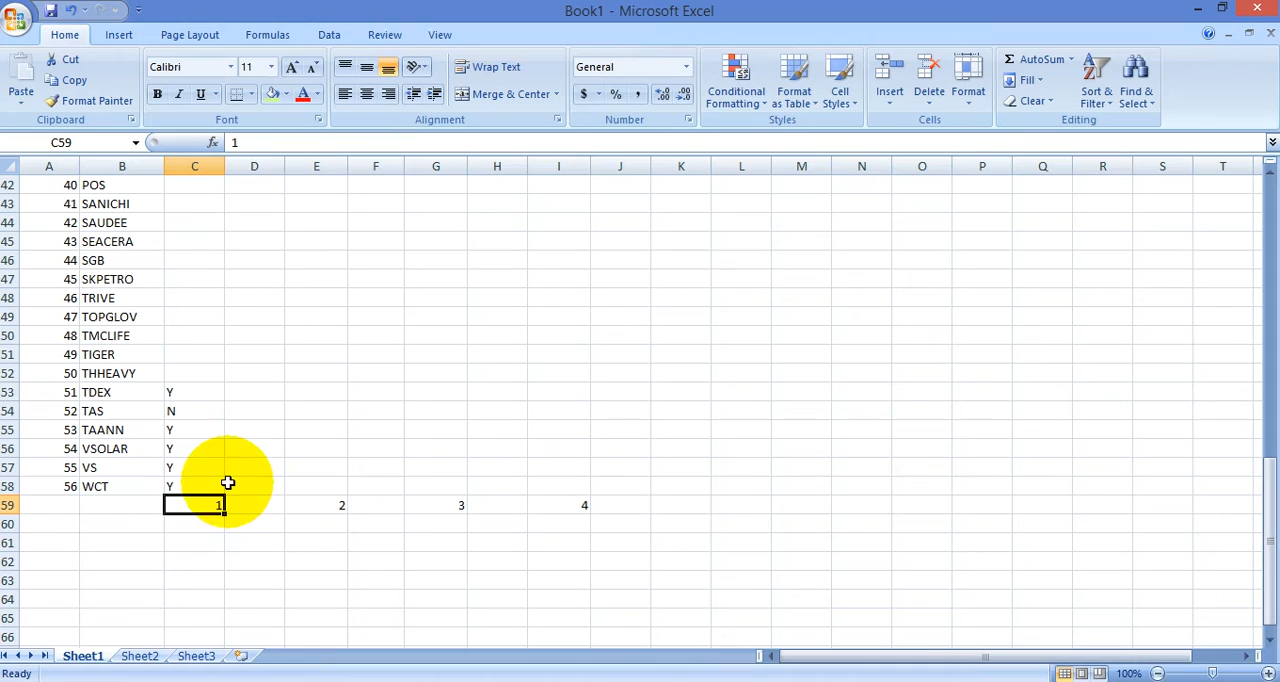 Book1 - Microsoft Excel
Home Insert Page Layout Formulas Data Review View
Paste
Cut
Copy
Format Painter
Clipboard
Calibri 11 A A
B I U A
Font
Wrap Text
Merge & Center
Alignment
General
$ % , .00 .00
Number
Conditional Formatting
Format as Table
Cell Styles
Styles
Insert Delete Format
Cells
Σ AutoSum
Fill
Clear
Sort & Filter
Find & Select
Editing
C59 fx 1
A B C D E F G H I J K L M N O P Q R S T
42 40 POS
43 41 SANICHI
44 42 SAUDEE
45 43 SEACERA
46 44 SGB
47 45 SKPETRO
48 46 TRIVE
49 47 TOPGLOV
50 48 TMCLIFE
51 49 TIGER
52 50 THHEAVY
53 51 TDEX Y
54 52 TAS N
55 53 TAANN Y
56 54 VSOLAR Y
57 55 VS Y
58 56 WCT Y
59 1 2 3 4
60
61
62
63
64
65
66
Sheet1 Sheet2 Sheet3
Ready 100%